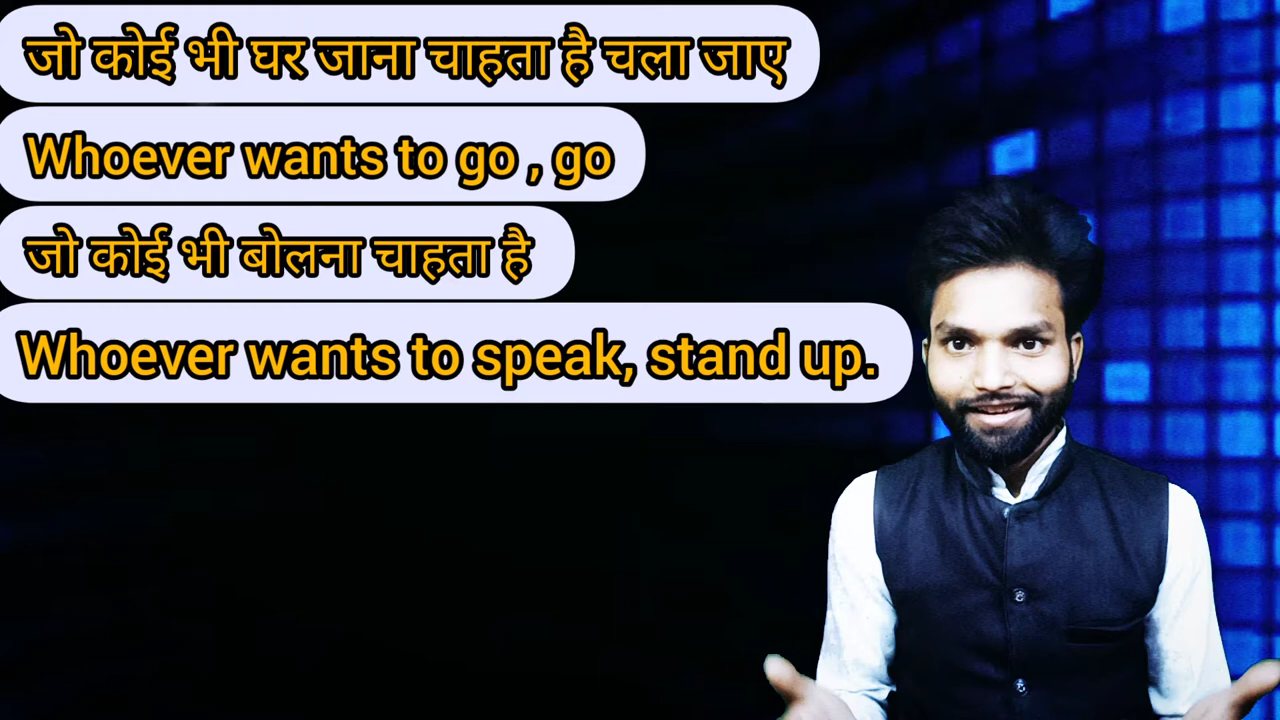 जो कोई भी घर जाना चाहता है चला जाए
Whoever wants to go , go
जो कोई भी बोलना चाहता है
Whoever wants to speak, stand up.